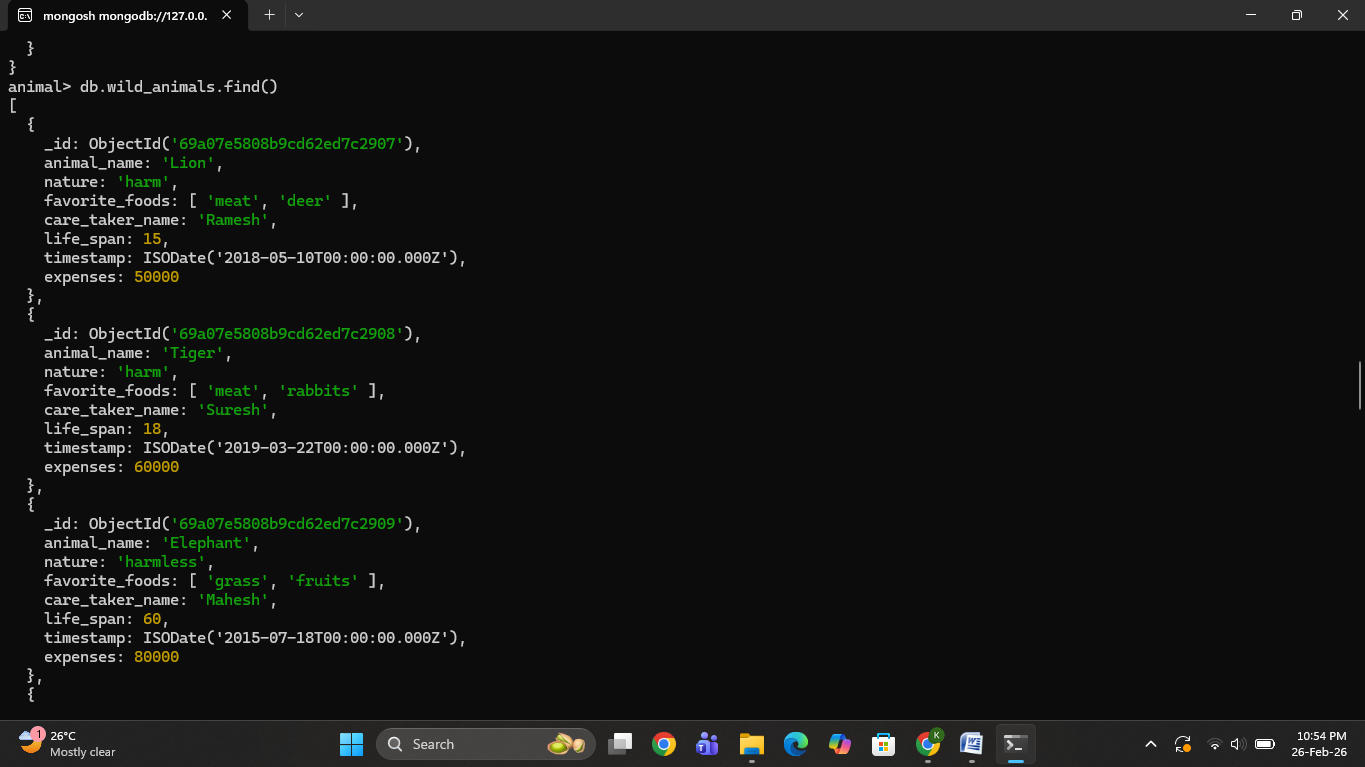 mongosh mongodb://127.0.0.
  }
}
animal> db.wild_animals.find()
[
  {
    _id: ObjectId('69a07e5808b9cd62ed7c2907'),
    animal_name: 'Lion',
    nature: 'harm',
    favorite_foods: [ 'meat', 'deer' ],
    care_taker_name: 'Ramesh',
    life_span: 15,
    timestamp: ISODate('2018-05-10T00:00:00.000Z'),
    expenses: 50000
  },
  {
    _id: ObjectId('69a07e5808b9cd62ed7c2908'),
    animal_name: 'Tiger',
    nature: 'harm',
    favorite_foods: [ 'meat', 'rabbits' ],
    care_taker_name: 'Suresh',
    life_span: 18,
    timestamp: ISODate('2019-03-22T00:00:00.000Z'),
    expenses: 60000
  },
  {
    _id: ObjectId('69a07e5808b9cd62ed7c2909'),
    animal_name: 'Elephant',
    nature: 'harmless',
    favorite_foods: [ 'grass', 'fruits' ],
    care_taker_name: 'Mahesh',
    life_span: 60,
    timestamp: ISODate('2015-07-18T00:00:00.000Z'),
    expenses: 80000
  },
  {
1
26°C
Mostly clear
Search
K
10:54 PM
26-Feb-26